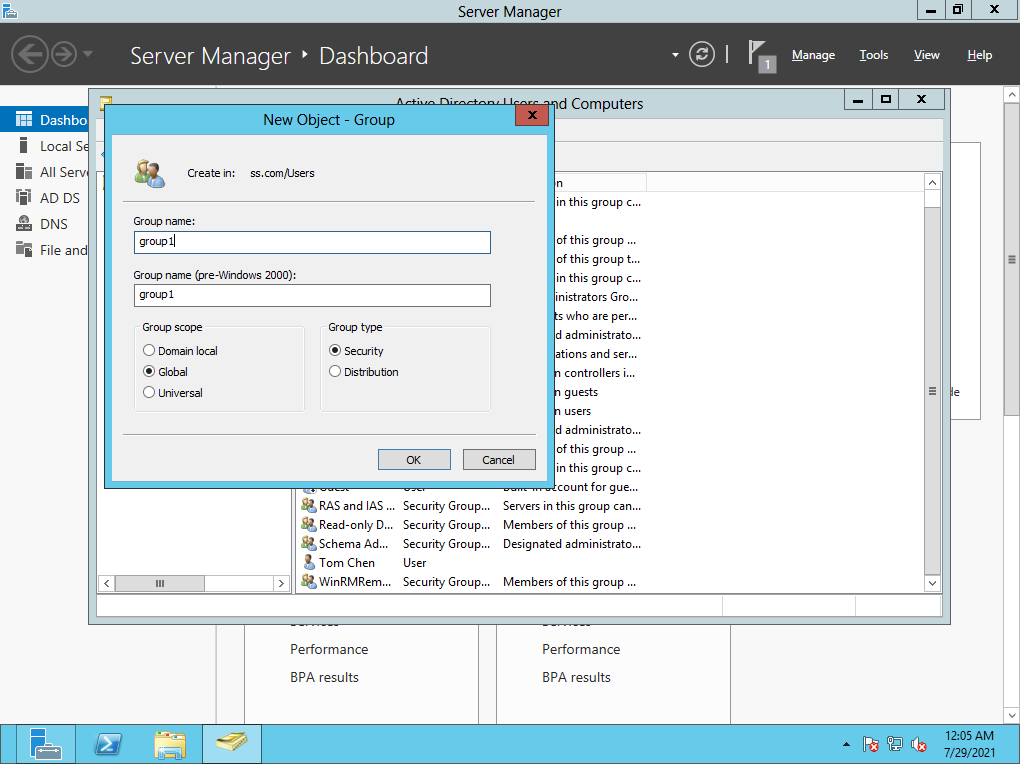 Server Manager
Server Manager ‣ Dashboard
1
Manage
Tools
View
Help
Active Directory Users and Computers
Dashbo
Local Se
All Serve
AD DS
DNS
File and
New Object - Group
Create in: ss.com/Users
Group name:
group1
Group name (pre-Windows 2000):
group1
Group scope
Domain local
Global
Universal
Group type
Security
Distribution
OK
Cancel
on
in this group c...
of this group ...
of this group t...
in this group c...
inistrators Gro...
ts who are per...
d administrato...
ations and ser...
n controllers i...
n guests
n users
d administrato...
of this group ...
in this group c...
Guest User Built-in account for gue...
RAS and IAS ... Security Group... Servers in this group can...
Read-only D... Security Group... Members of this group ...
Schema Ad... Security Group... Designated administrato...
Tom Chen User
WinRMRem... Security Group... Members of this group ...
de
Services
Performance
BPA results
Services
Performance
BPA results
12:05 AM
7/29/2021